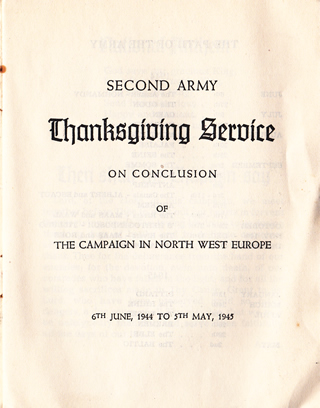 SECOND ARMY
Thanksgiving Service
ON CONCLUSION
OF
THE CAMPAIGN IN NORTH WEST EUROPE
6TH JUNE, 1944 TO 5TH MAY, 1945